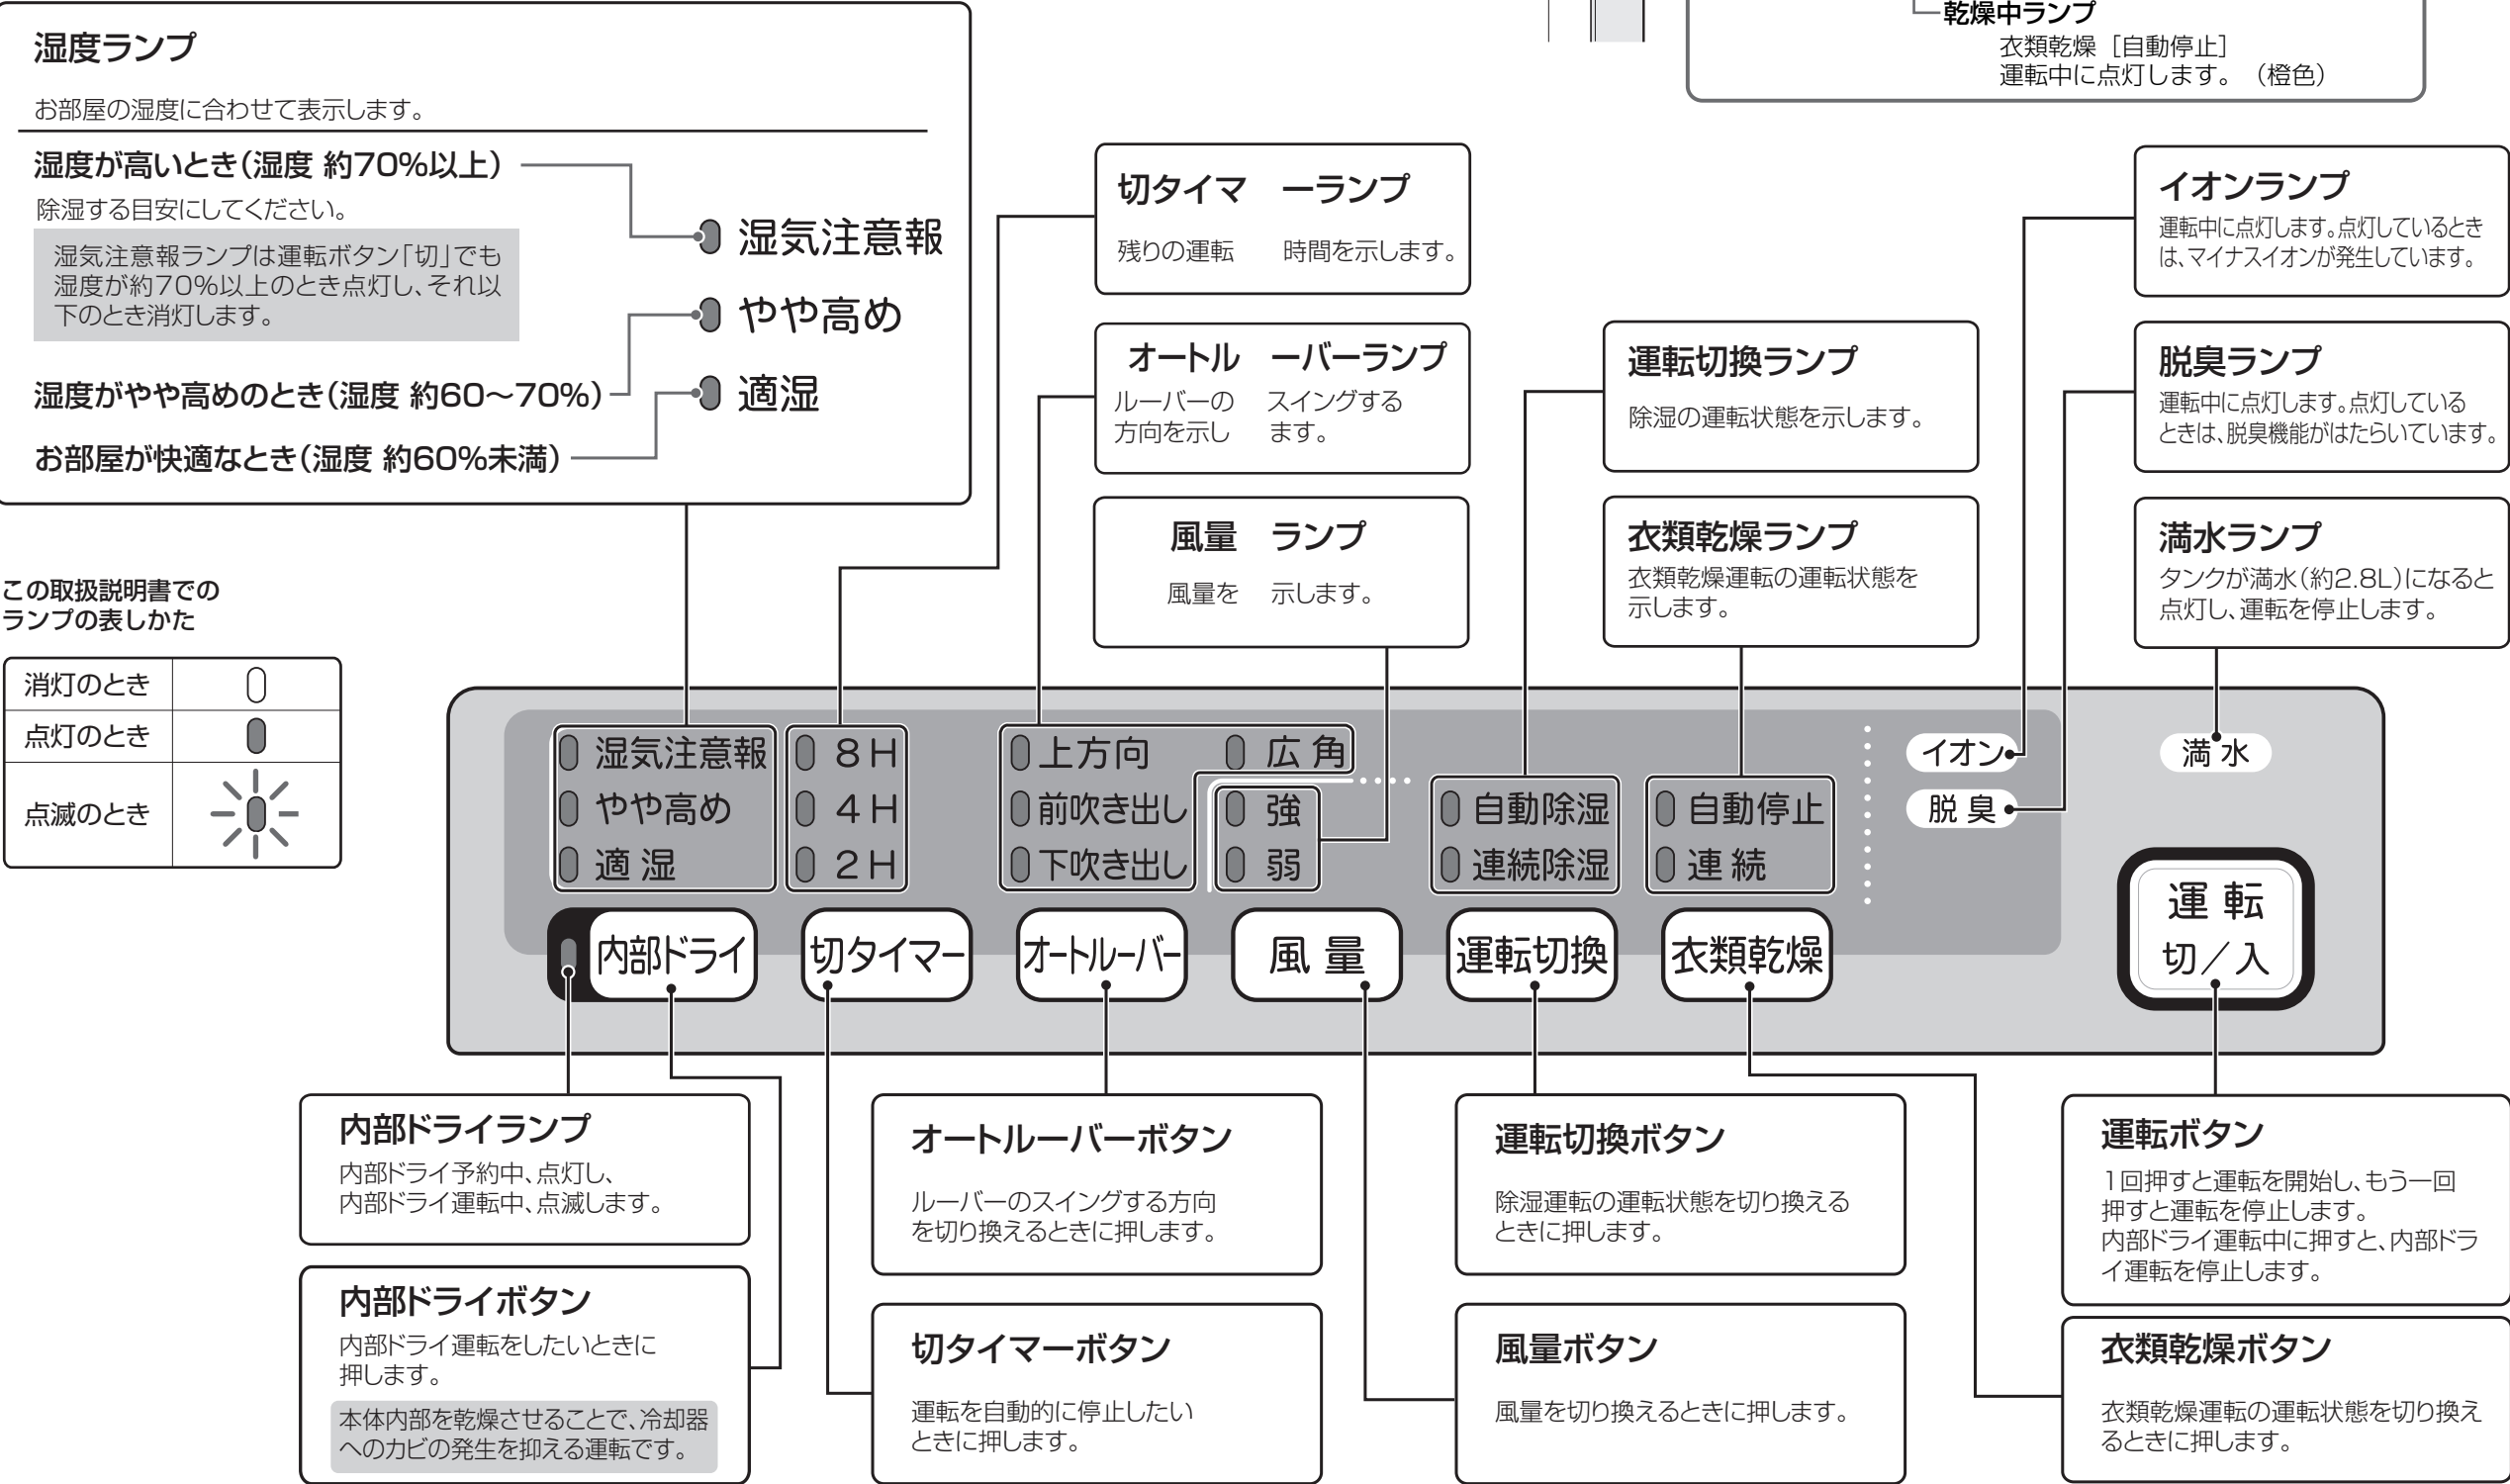 乾燥中ランプ
衣類乾燥［自動停止］
運転中に点灯します。（橙色）
湿度ランプ
お部屋の湿度に合わせて表示します。
湿度が高いとき（湿度 約70%以上）
除湿する目安にしてください。
湿気注意報ランプは運転ボタン「切」でも
湿度が約70%以上のとき点灯し、それ以
下のとき消灯します。
湿度がやや高めのとき（湿度 約60～70%）
お部屋が快適なとき（湿度 約60%未満）
湿気注意報
やや高め
適湿
切タイマ ーランプ
残りの運転 時間を示します。
オートル ーバーランプ
ルーバーの スイングする
方向を示し ます。
風量 ランプ
風量を 示します。
運転切換ランプ
除湿の運転状態を示します。
衣類乾燥ランプ
衣類乾燥運転の運転状態を
示します。
イオンランプ
運転中に点灯します。点灯しているとき
は、マイナスイオンが発生しています。
脱臭ランプ
運転中に点灯します。点灯している
ときは、脱臭機能がはたらいています。
満水ランプ
タンクが満水（約2.8L）になると
点灯し、運転を停止します。
この取扱説明書での
ランプの表しかた
消灯のとき
点灯のとき
点滅のとき
湿気注意報 8H 上方向 広角
やや高め 4H 前吹き出し 強 自動除湿 自動停止
適湿 2H 下吹き出し 弱 連続除湿 連続
イオン
脱臭
満水
内部ドライ 切タイマー オートルーバー 風量 運転切換 衣類乾燥
運転
切／入
内部ドライランプ
内部ドライ予約中、点灯し、
内部ドライ運転中、点滅します。
内部ドライボタン
内部ドライ運転をしたいときに
押します。
本体内部を乾燥させることで、冷却器
へのカビの発生を抑える運転です。
オートルーバーボタン
ルーバーのスイングする方向
を切り換えるときに押します。
切タイマーボタン
運転を自動的に停止したい
ときに押します。
運転切換ボタン
除湿運転の運転状態を切り換える
ときに押します。
風量ボタン
風量を切り換えるときに押します。
運転ボタン
1回押すと運転を開始し、もう一回
押すと運転を停止します。
内部ドライ運転中に押すと、内部ドラ
イ運転を停止します。
衣類乾燥ボタン
衣類乾燥運転の運転状態を切り換え
るときに押します。